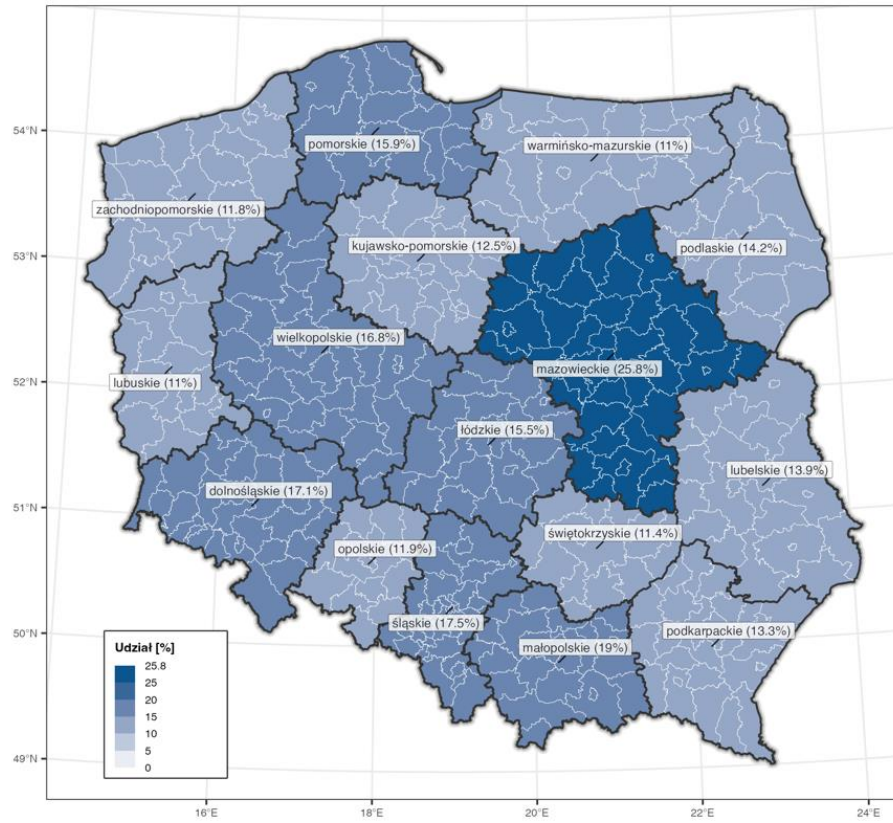 54°N
53°N
52°N
51°N
50°N
49°N
pomorskie (15.9%)
warmińsko-mazurskie (11%)
zachodniopomorskie (11.8%)
kujawsko-pomorskie (12.5%)
podlaskie (14.2%)
wielkopolskie (16.8%)
mazowieckie (25.8%)
lubuskie (11%)
łódzkie (15.5%)
lubelskie (13.9%)
dolnośląskie (17.1%)
świętokrzyskie (11.4%)
opolskie (11.9%)
śląskie (17.5%)
podkarpackie (13.3%)
małopolskie (19%)
Udział [%]
25.8
25
20
15
10
5
0
16°E
18°E
20°E
22°E
24°E